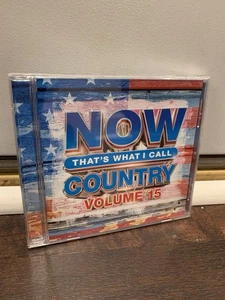 NOW
THAT'S WHAT I CALL
COUNTRY
VOLUME 15